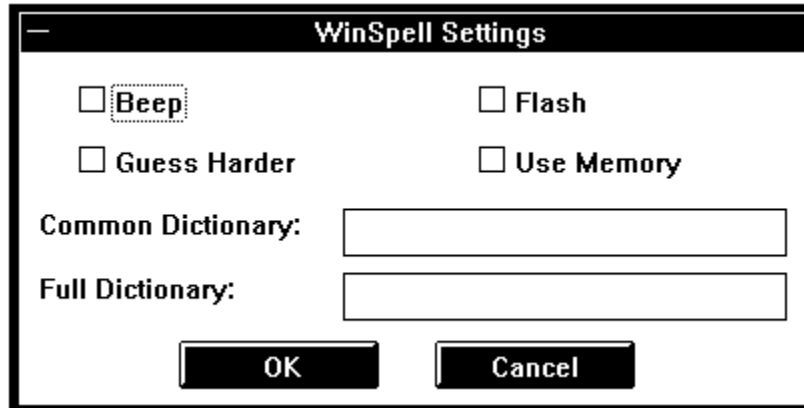 WinSpell Settings
Beep Flash
Guess Harder Use Memory
Common Dictionary:
Full Dictionary:
OK Cancel